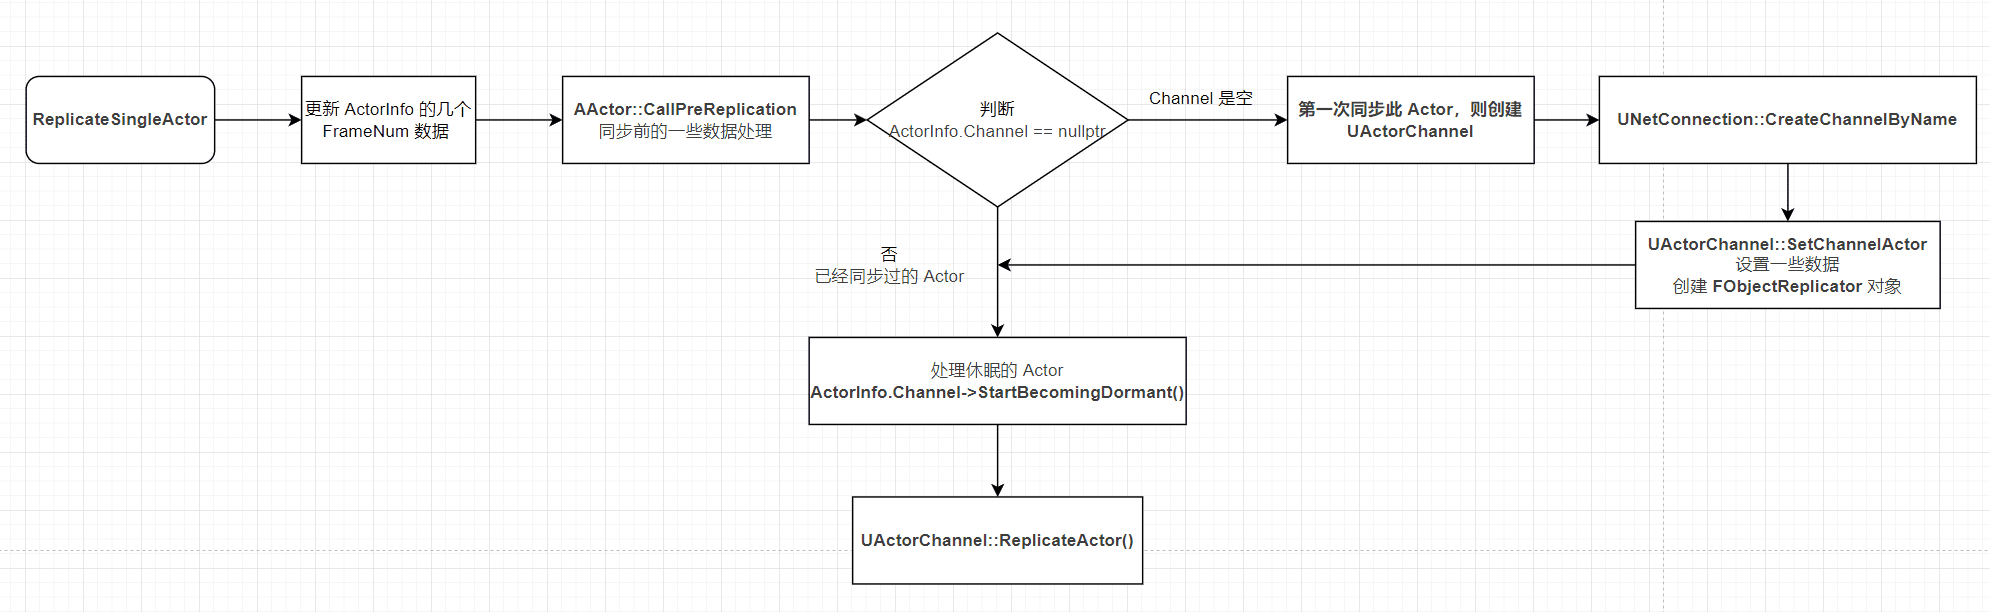 ReplicateSingleActor
更新 ActorInfo 的几个
FrameNum 数据
AActor::CallPreReplication
同步前的一些数据处理
判断
ActorInfo.Channel == nullptr
Channel 是空
第一次同步此 Actor，则创建
UActorChannel
UNetConnection::CreateChannelByName
UActorChannel::SetChannelActor
设置一些数据
创建 FObjectReplicator 对象
否
已经同步过的 Actor
处理休眠的 Actor
ActorInfo.Channel->StartBecomingDormant()
UActorChannel::ReplicateActor()